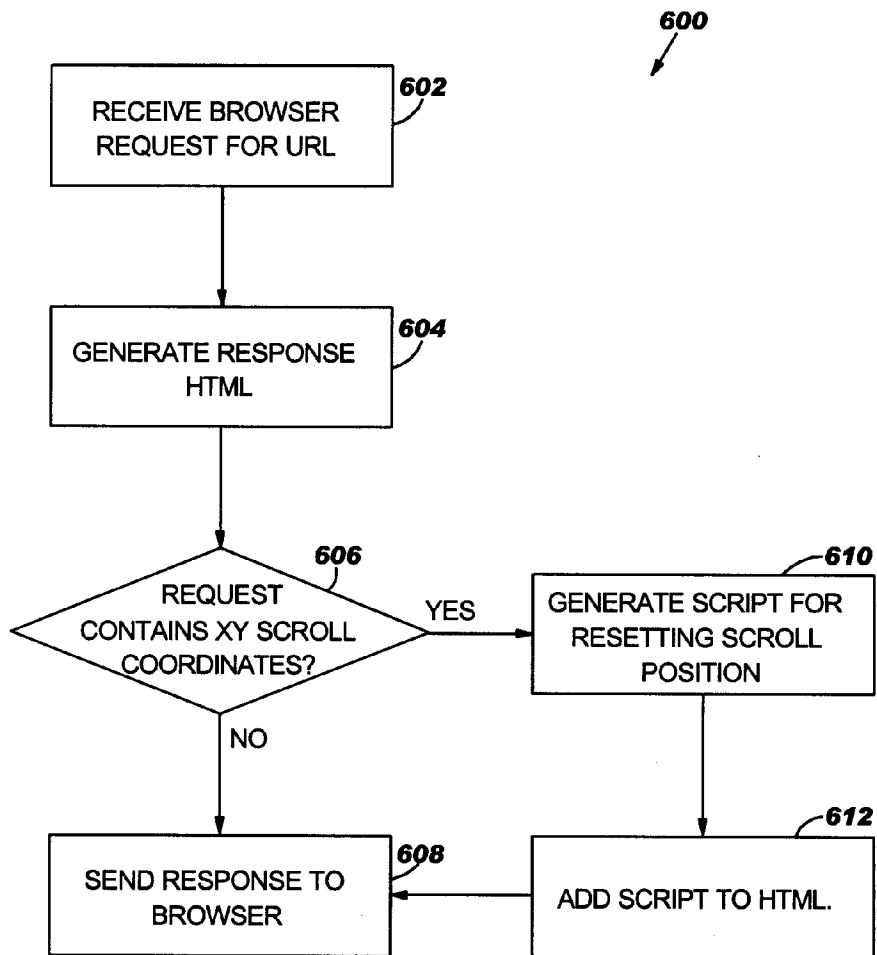 600
602
RECEIVE BROWSER
REQUEST FOR URL
604
GENERATE RESPONSE
HTML
606
REQUEST
CONTAINS XY SCROLL
COORDINATES?
YES
NO
610
GENERATE SCRIPT FOR
RESETTING SCROLL
POSITION
612
ADD SCRIPT TO HTML.
608
SEND RESPONSE TO
BROWSER